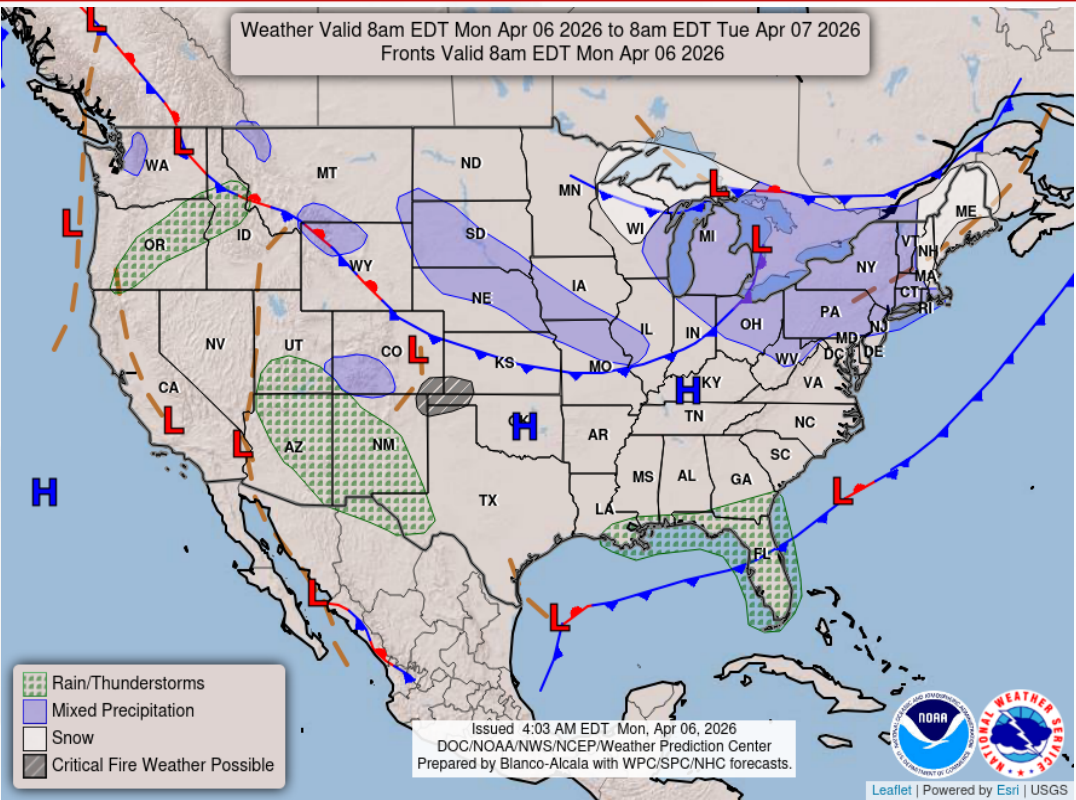 Weather Valid 8am EDT Mon Apr 06 2026 to 8am EDT Tue Apr 07 2026
Fronts Valid 8am EDT Mon Apr 06 2026
L
L
WA
MT
ND
MN
L
ME
L
OR
ID
SD
WI
MI
L
VT
NH
NY
MA
WY
IA
CT
RI
NE
PA
NJ
IL
IN
OH
MD
DE
DC
WV
NV
UT
CO
L
KS
MO
VA
CA
H
KY
TN
NC
L
L
AZ
NM
H
AR
SC
MS
AL
GA
H
TX
LA
L
FL
L
L
Rain/Thunderstorms
Mixed Precipitation
Snow
Critical Fire Weather Possible
Issued 4:03 AM EDT Mon, Apr 06, 2026
DOC/NOAA/NWS/NCEP/Weather Prediction Center
Prepared by Blanco-Alcala with WPC/SPC/NHC forecasts.
NOAA
NATIONAL WEATHER SERVICE
Leaflet | Powered by Esri | USGS